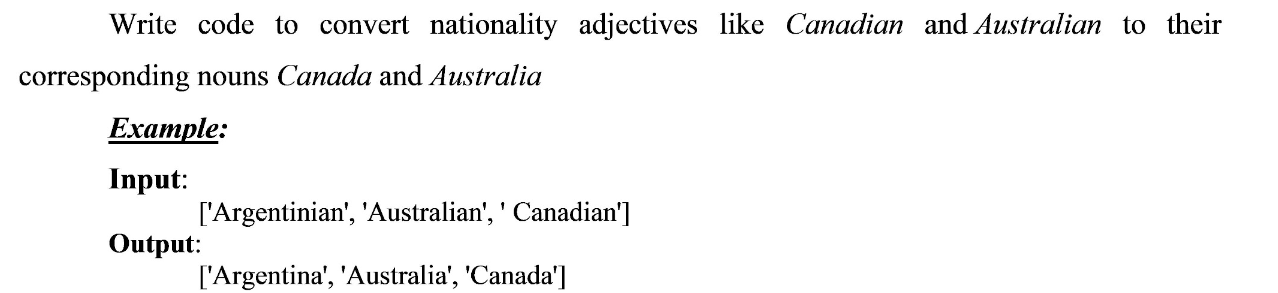 Write code to convert nationality adjectives like Canadian and Australian to their
corresponding nouns Canada and Australia
Example:
Input:
['Argentinian', 'Australian', ' Canadian']
Output:
['Argentina', 'Australia', 'Canada']